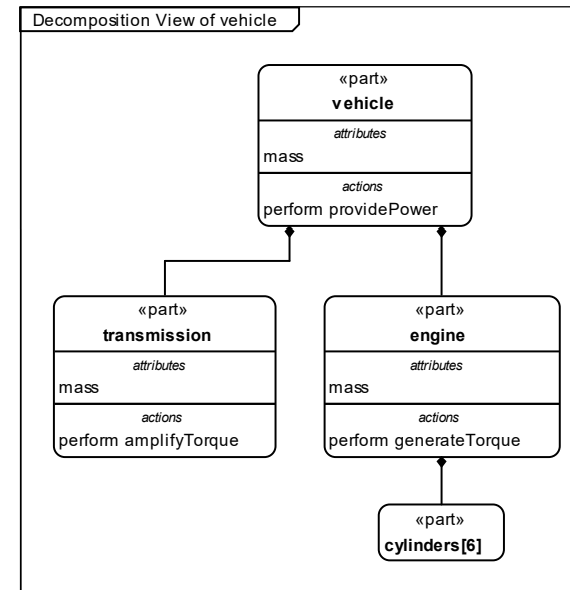 Decomposition View of vehicle
«part»
vehicle
attributes
mass
actions
perform providePower
«part»
transmission
attributes
mass
actions
perform amplifyTorque
«part»
engine
attributes
mass
actions
perform generateTorque
«part»
cylinders[6]